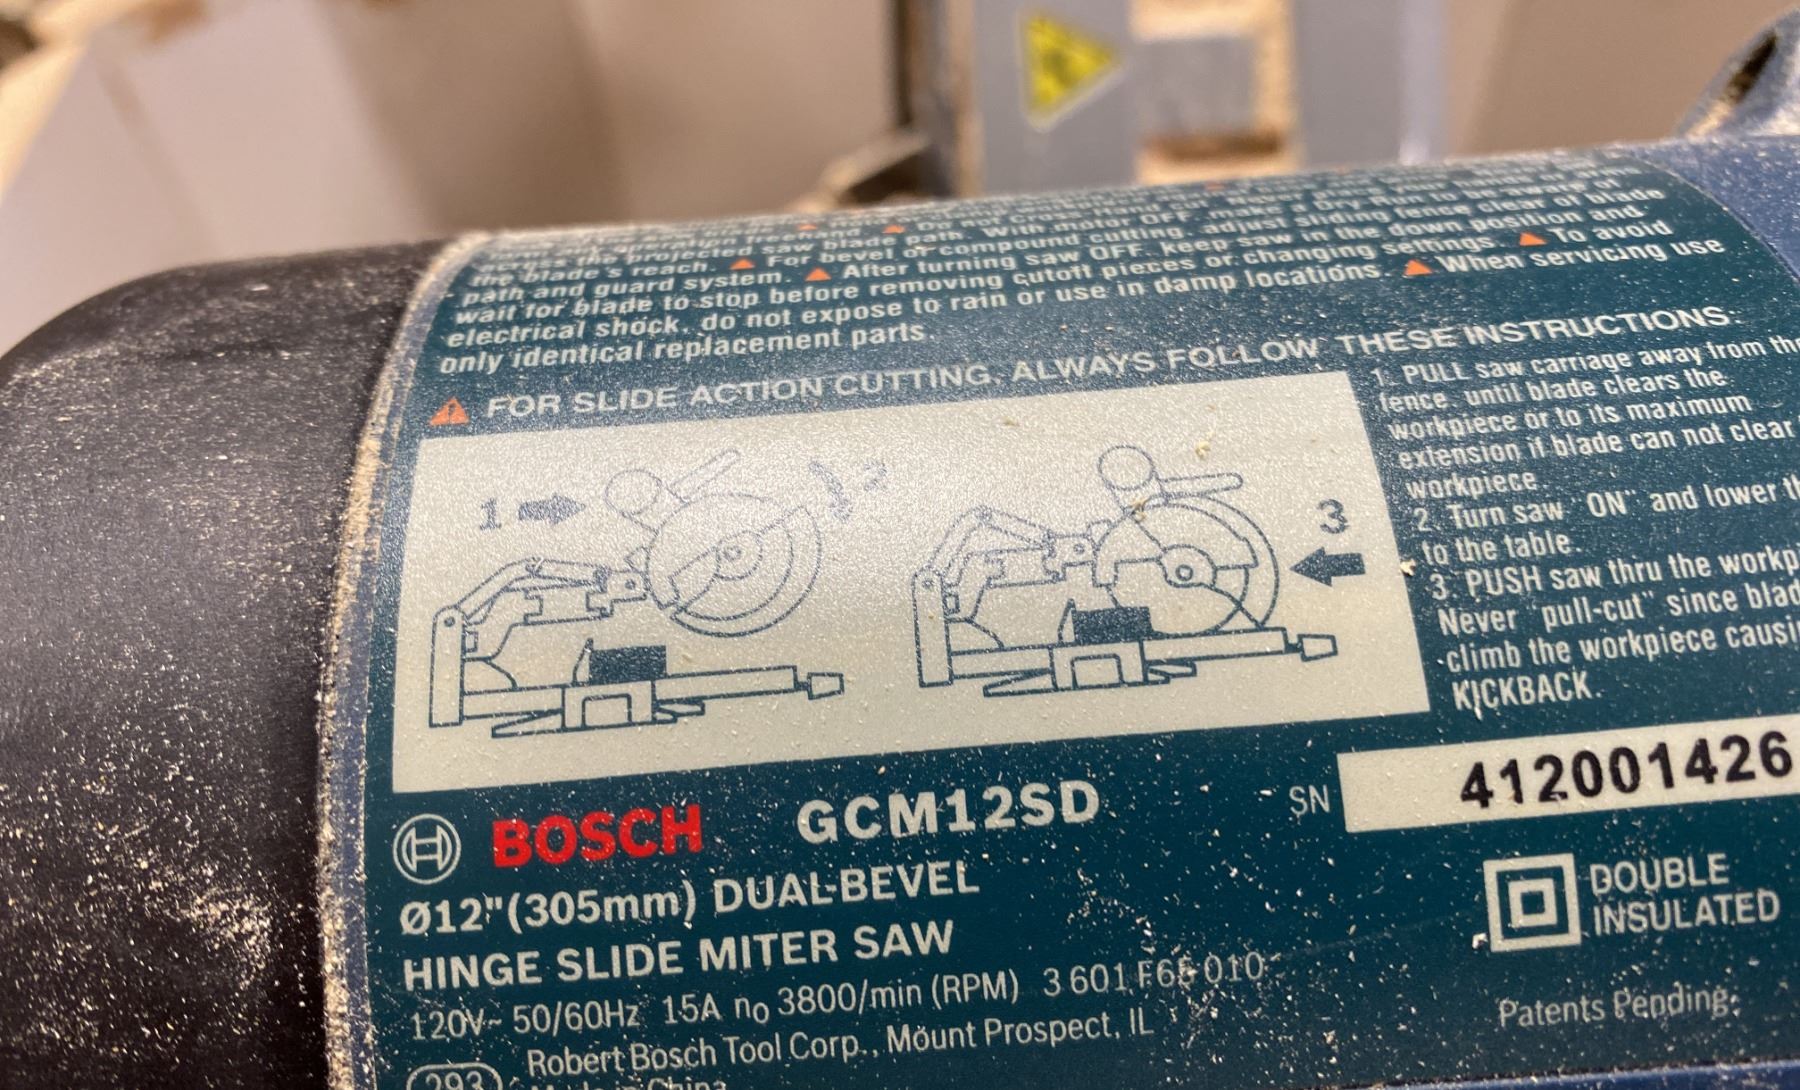 the blade's reach. For bevel or compound cutting, adjust sliding fence clear of blade
path and guard system. After turning saw OFF, keep saw in the down position and
wait for blade to stop before removing cutoff pieces or changing settings. To avoid
electrical shock, do not expose to rain or use in damp locations. When servicing use
only identical replacement parts.
FOR SLIDE ACTION CUTTING, ALWAYS FOLLOW THESE INSTRUCTIONS:
1 2
3
1. PULL saw carriage away from the
fence, until blade clears the
workpiece or to its maximum
extension if blade can not clear
workpiece.
2. Turn saw "ON" and lower
to the table.
3. PUSH saw thru the
Never "pull-cut" since
climb the workpiece
KICKBACK.
BOSCH GCM12SD
SN 412001426
Ø12"(305mm) DUAL-BEVEL
HINGE SLIDE MITER SAW
DOUBLE
INSULATED
120V~ 50/60Hz 15A n₀ 3800/min (RPM) 3 601 F66 010
Robert Bosch Tool Corp., Mount Prospect, IL
Patents Pending.
293
China